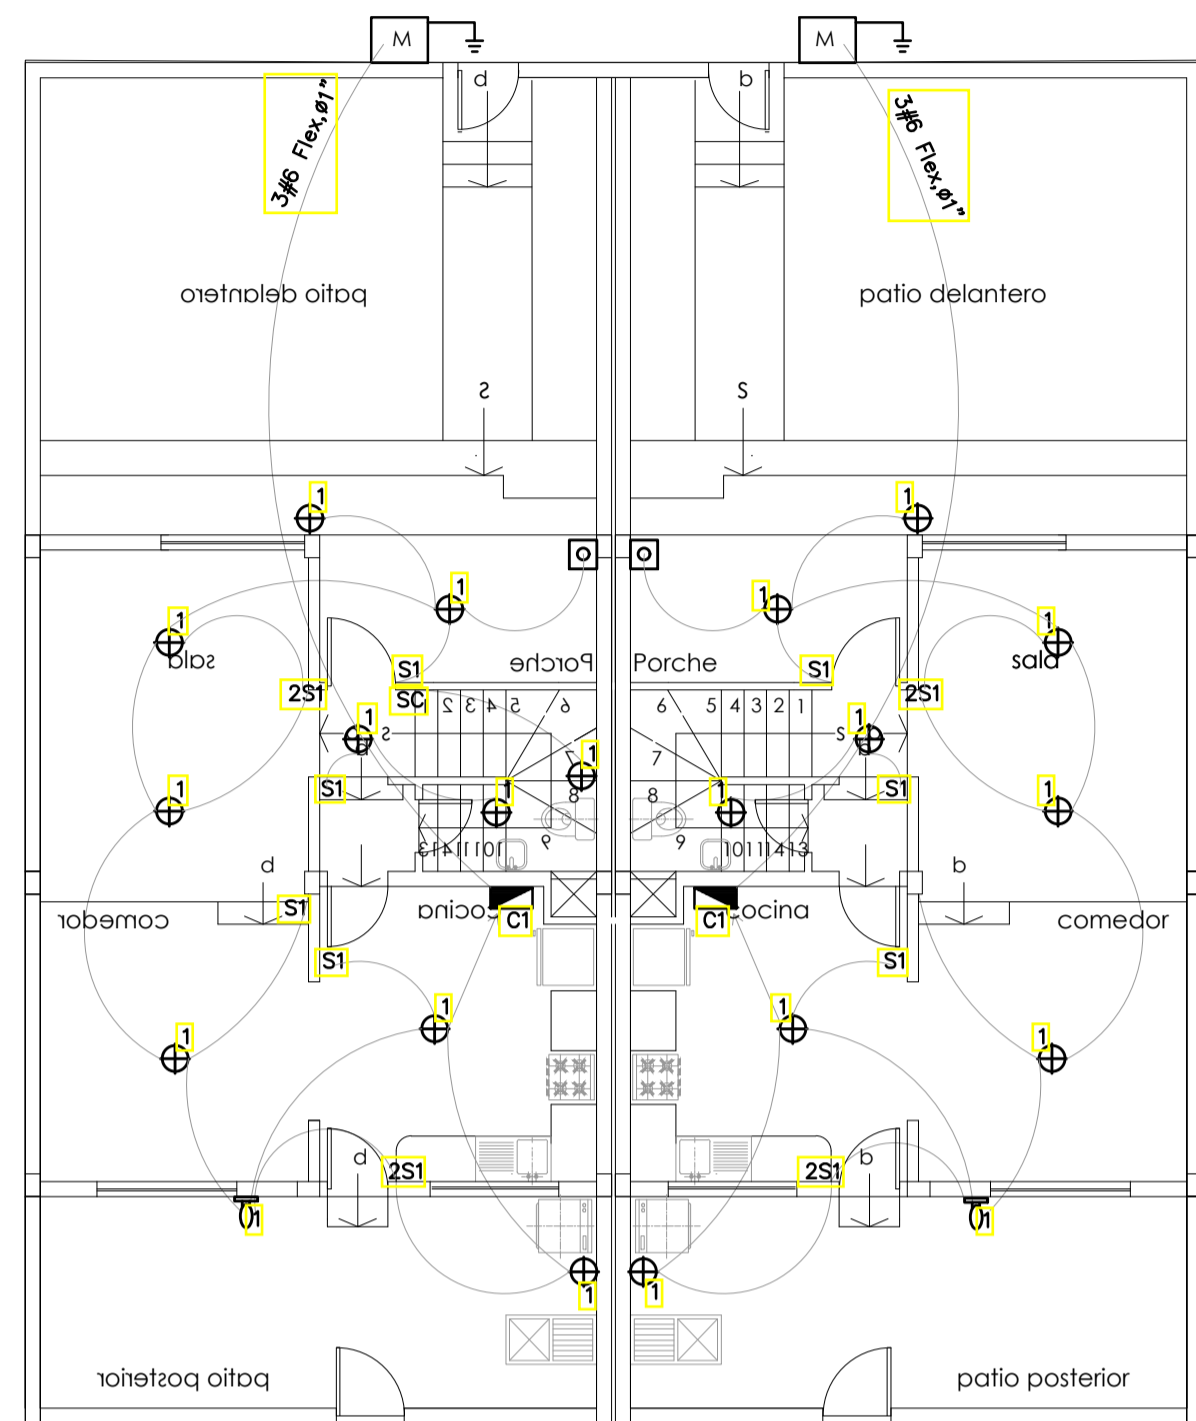 M M
3#6 Flex,ø1" 3#6 Flex,ø1"
d b
patio delantero patio delantero
S S
1 1
1 1
1 1
sala sala
Porche Porche
S1 S1
2S1 2S1
SC
1 2 3 4 5 6 6 5 4 3 2 1
1 s s 1
7 7
1
S1 S1
1 1 1 1
8 8
9 9
13 14 11 10 10 11 14 13
d d
S1
comedor cocina cocina comedor
C1 C1
S1 S1
1 1
1 1
d d
2S1 2S1
1 1
1 1
patio posterior patio posterior